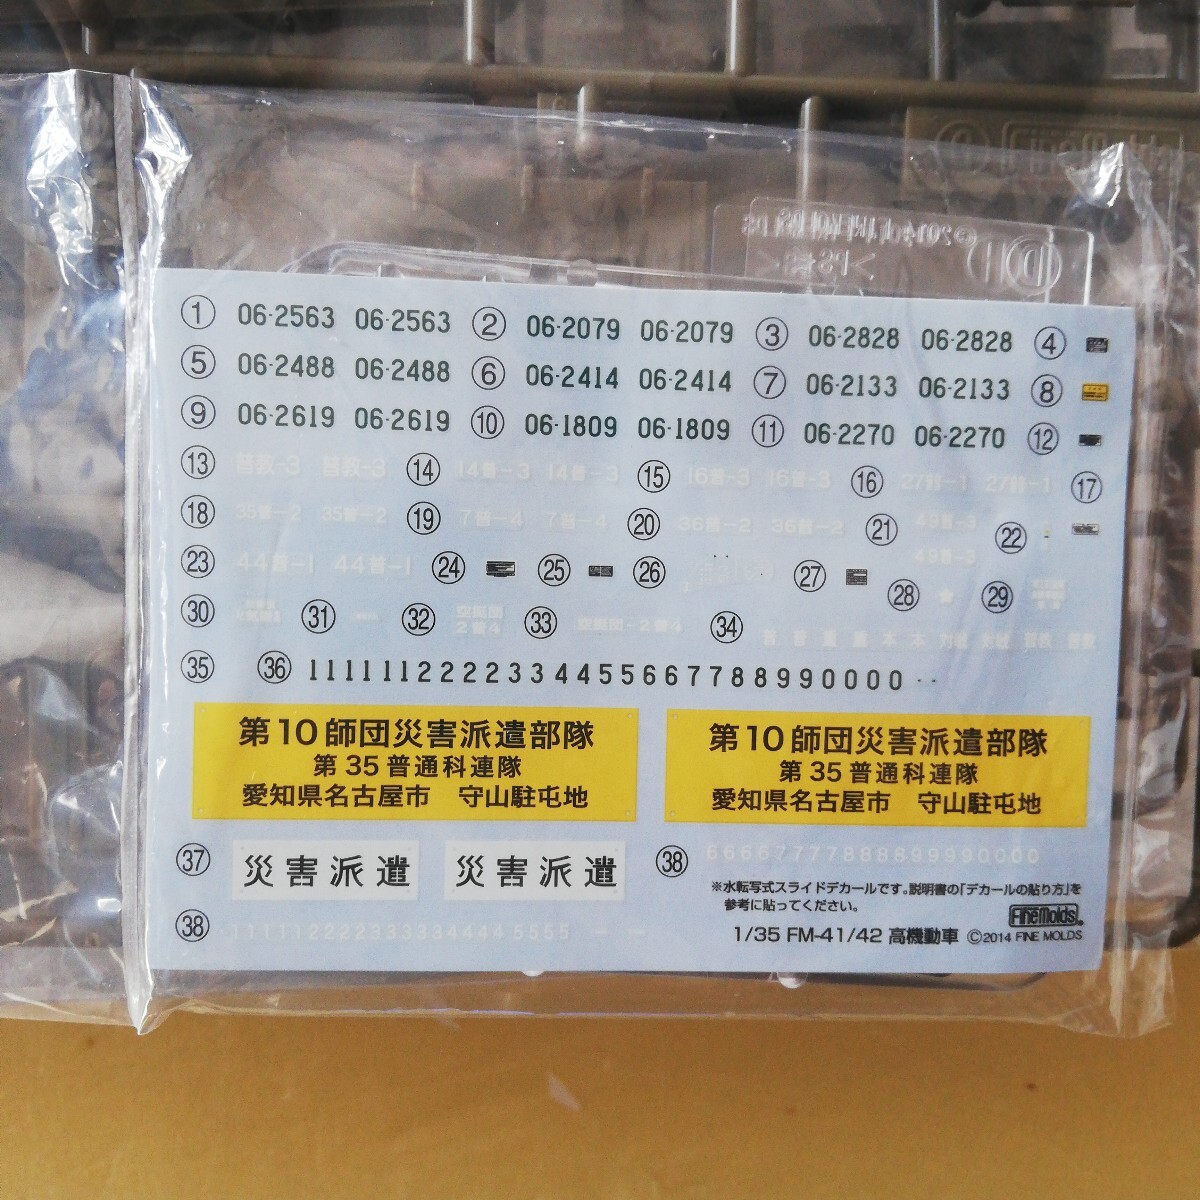 Fine Molds
① 06-2563 06-2563 ② 06-2079 06-2079 ③ 06-2828 06-2828 ④
⑤ 06-2488 06-2488 ⑥ 06-2414 06-2414 ⑦ 06-2133 06-2133 ⑧
⑨ 06-2619 06-2619 ⑩ 06-1809 06-1809 ⑪ 06-2270 06-2270 ⑫
⑬ 普教-3 普教-3 ⑭ 14普-3 14普-3 ⑮ 16普-3 16普-3 ⑯ 27普-1 27普-1 ⑰
⑱ 35普-2 35普-2 ⑲ 7普-4 7普-4 ⑳ 36普-2 36普-2 ㉑ 49普-3 ㉒
49普-3
㉓ 44普-1 44普-1 ㉔ ㉕ ㉖ ㉗ ㉘ ㉙
㉚ ㉛ ㉜ 空挺団 2普4 ㉝ 空挺団-2普4 ㉞
㉟ ㊱ 11111122222334455667788990000
第10師団災害派遣部隊
第35普通科連隊
愛知県名古屋市 守山駐屯地
第10師団災害派遣部隊
第35普通科連隊
愛知県名古屋市 守山駐屯地
㊲ 災害派遣 災害派遣 ㊳ 66667777888899990000
※水転写式スライドデカールです。説明書の「デカールの貼り方」を
参考に貼ってください。
FineMolds
㊳
1/35 FM-41/42 高機動車 ©2014 FINE MOLDS